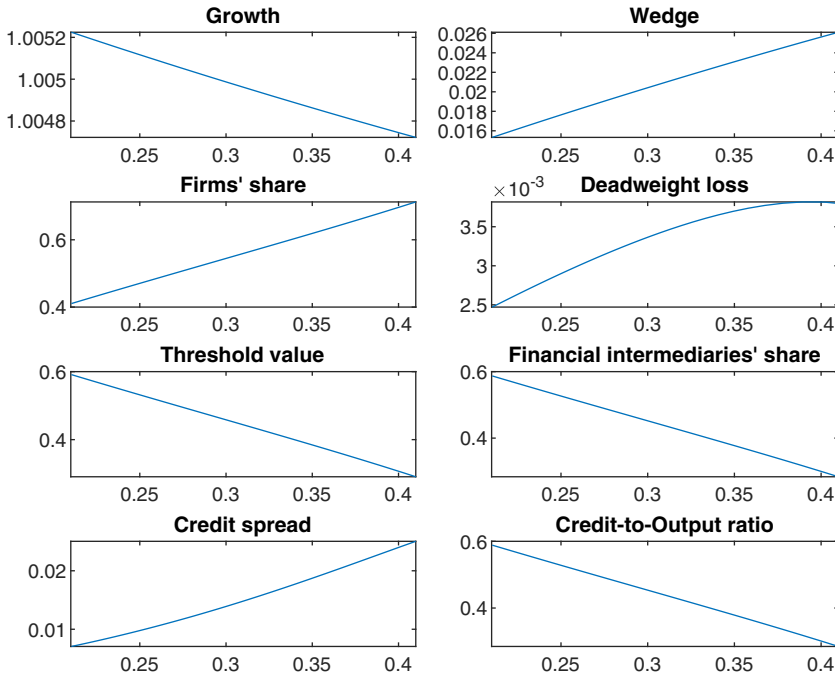 Growth
1.0052
1.005
1.0048
0.25 0.3 0.35 0.4
Wedge
0.026
0.024
0.022
0.02
0.018
0.016
0.25 0.3 0.35 0.4
Firms' share
0.6
0.4
0.25 0.3 0.35 0.4
×10⁻³ Deadweight loss
3.5
3
2.5
0.25 0.3 0.35 0.4
Threshold value
0.6
0.4
0.25 0.3 0.35 0.4
Financial intermediaries' share
0.6
0.4
0.25 0.3 0.35 0.4
Credit spread
0.02
0.01
0.25 0.3 0.35 0.4
Credit-to-Output ratio
0.6
0.4
0.25 0.3 0.35 0.4